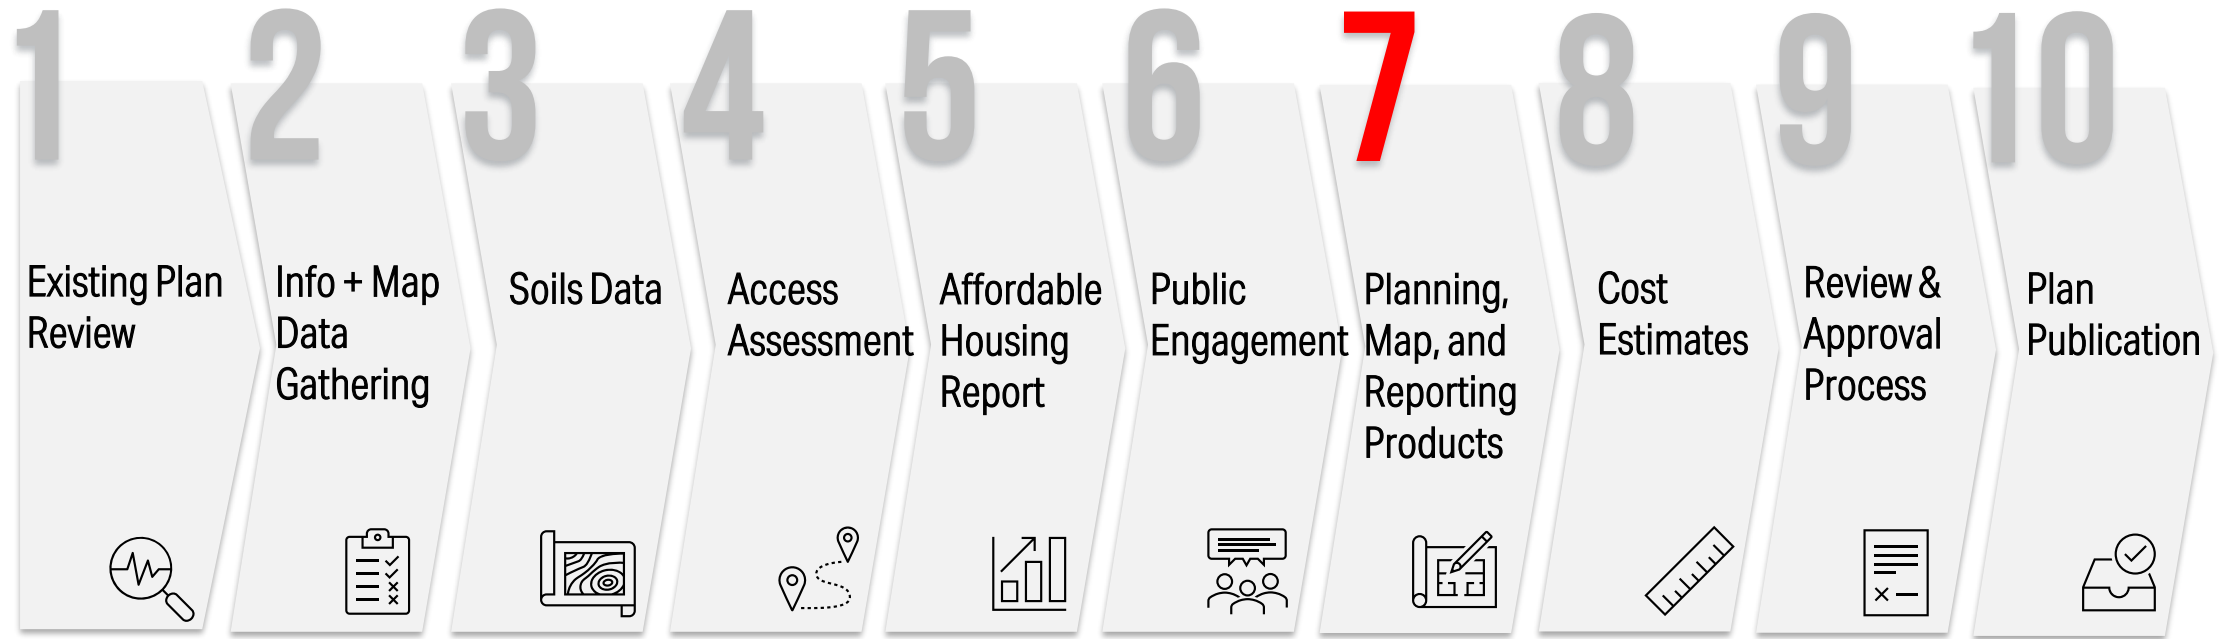 1
Existing Plan
Review
2
Info + Map
Data
Gathering
3
Soils Data
4
Access
Assessment
5
Affordable
Housing
Report
6
Public
Engagement
7
Planning,
Map, and
Reporting
Products
8
Cost
Estimates
9
Review &
Approval
Process
10
Plan
Publication